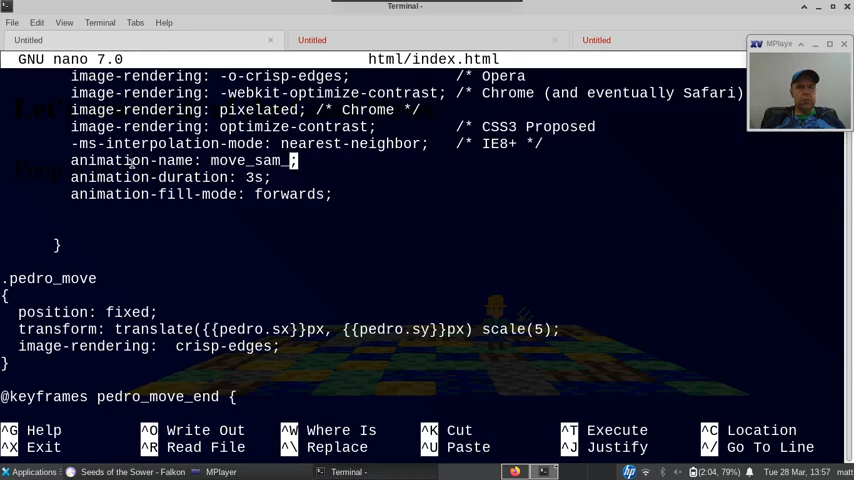 Terminal -
File Edit View Terminal Tabs Help
Untitled Untitled Untitled
MPlaye
GNU nano 7.0 html/index.html
image-rendering: -o-crisp-edges; /* Opera
image-rendering: -webkit-optimize-contrast; /* Chrome (and eventually Safari)
image-rendering: pixelated; /* Chrome */
image-rendering: optimize-contrast; /* CSS3 Proposed
-ms-interpolation-mode: nearest-neighbor; /* IE8+ */
animation-name: move_sam_;
animation-duration: 3s;
animation-fill-mode: forwards;
}
.pedro_move
{
position: fixed;
transform: translate({{pedro.sx}}px, {{pedro.sy}}px) scale(5);
image-rendering: crisp-edges;
}
@keyframes pedro_move_end {
^G Help ^O Write Out ^W Where Is ^K Cut ^T Execute ^C Location
^X Exit ^R Read File ^\ Replace ^U Paste ^J Justify ^/ Go To Line
Applications Seeds of the Sower - Falkon MPlayer Terminal - (2:04, 79%) Tue 28 Mar, 13:57 matt